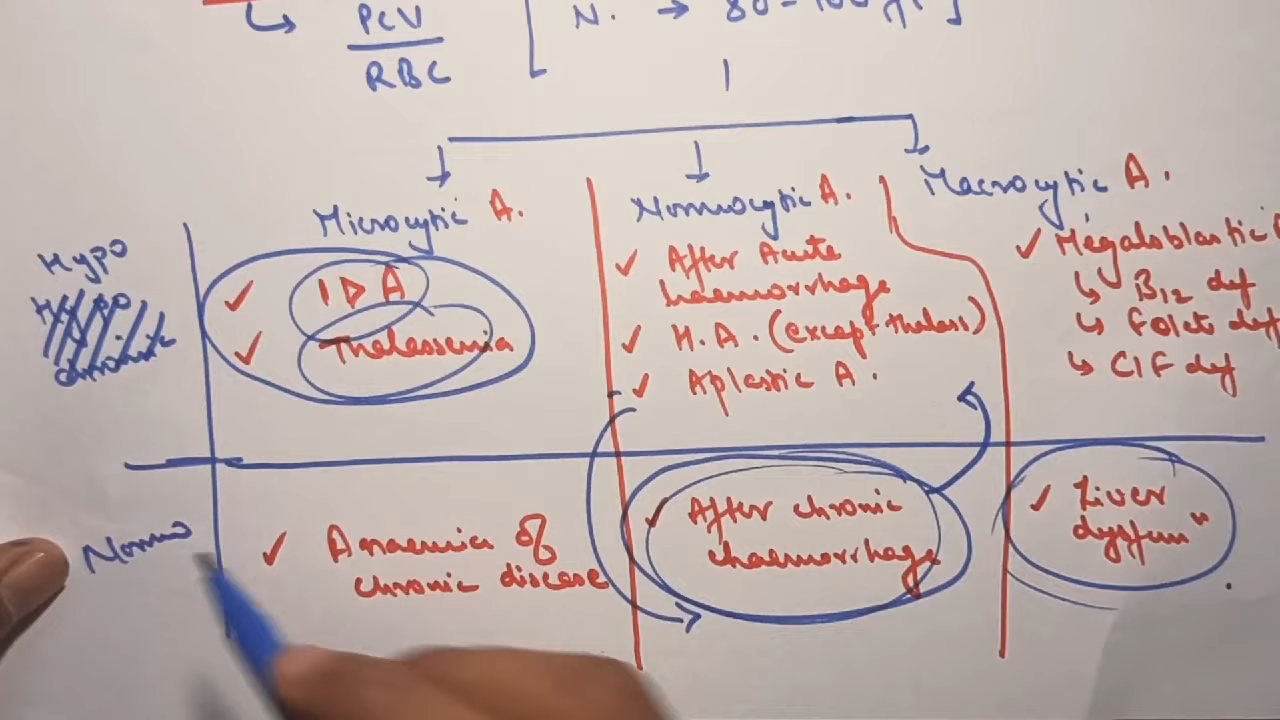 PCV
RBC
N. → 80-100
Microcytic A.
Normocytic A.
Macrocytic A.
Hypo
✓ IDA
✓ Thalassemia
✓ After Acute
haemorrhage
✓ H.A. (except thalass)
✓ Aplastic A.
✓ Megaloblastic
↳ B12 def
↳ Folate def
↳ CIF def
Normo
✓ Anaemia of
chronic disease
✓ After chronic
haemorrhage
✓ Liver
dysfunⁿ